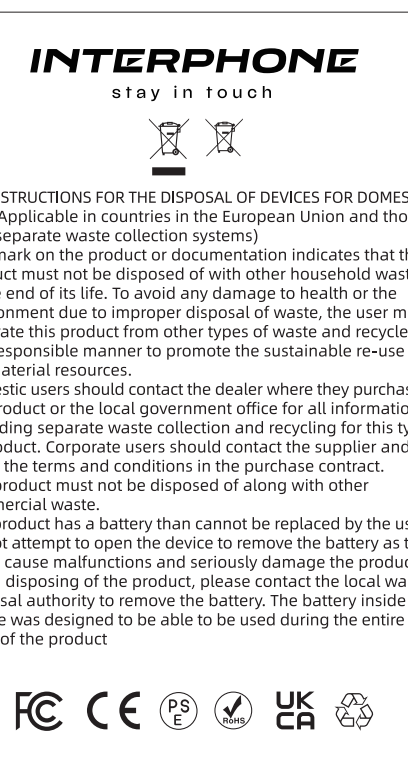 INTERPHONE
stay in touch
STRUCTIONS FOR THE DISPOSAL OF DEVICES FOR DOMES
Applicable in countries in the European Union and tho
separate waste collection systems)
mark on the product or documentation indicates that th
uct must not be disposed of with other household wast
e end of its life. To avoid any damage to health or the
onment due to improper disposal of waste, the user m
rate this product from other types of waste and recycle
responsible manner to promote the sustainable re-use
aterial resources.
estic users should contact the dealer where they purchas
product or the local government office for all informatio
ding separate waste collection and recycling for this ty
oduct. Corporate users should contact the supplier and
the terms and conditions in the purchase contract.
product must not be disposed of along with other
mercial waste.
product has a battery than cannot be replaced by the us
ot attempt to open the device to remove the battery as t
cause malfunctions and seriously damage the produc
disposing of the product, please contact the local wa
sal authority to remove the battery. The battery inside
e was designed to be able to be used during the entire
of the product
FC CE PS E RoHS UK CA